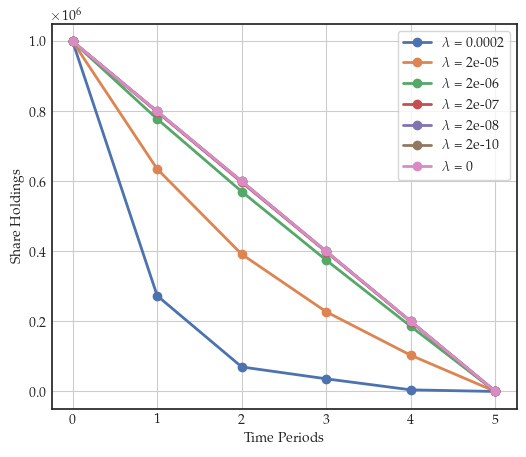 ×10⁶
1.0
0.8
0.6
0.4
0.2
0.0
Share Holdings
0 1 2 3 4 5
Time Periods
λ = 0.0002
λ = 2e-05
λ = 2e-06
λ = 2e-07
λ = 2e-08
λ = 2e-10
λ = 0